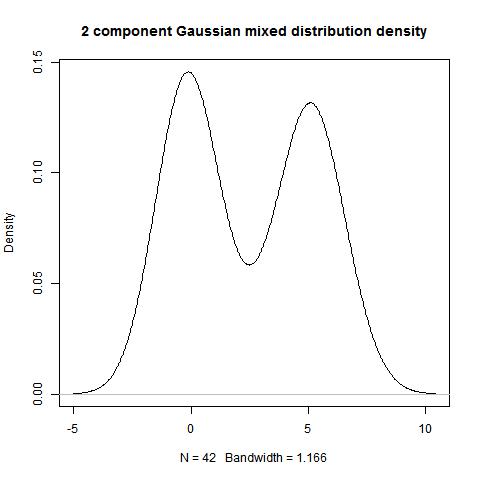 2 component Gaussian mixed distribution density
0.15
0.10
0.05
0.00
Density
-5 0 5 10
N = 42 Bandwidth = 1.166